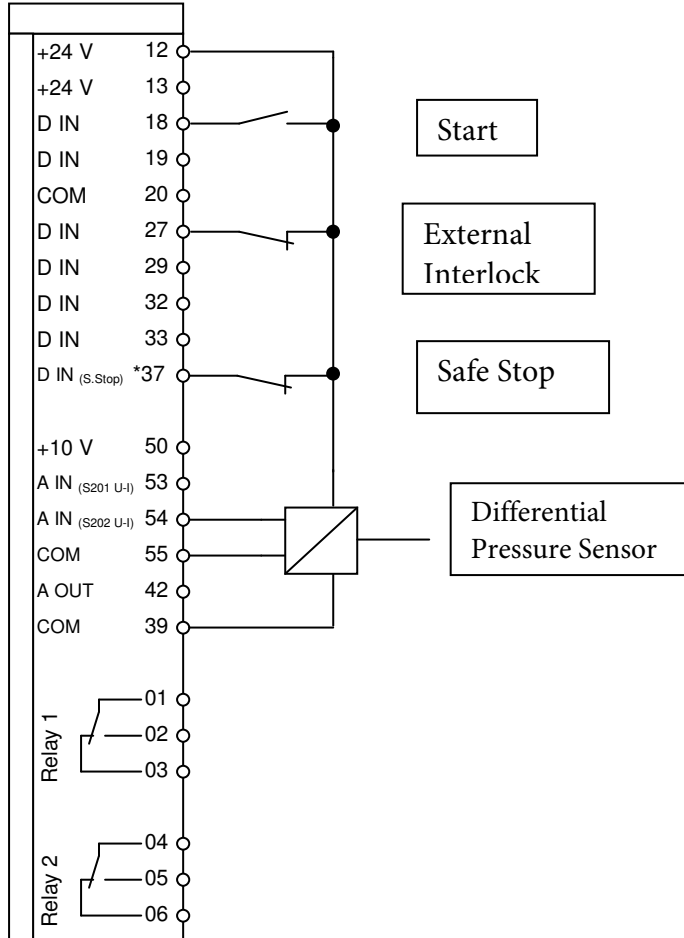 +24 V 12
+24 V 13
D IN 18
Start
D IN 19
COM 20
D IN 27
External
Interlock
D IN 29
D IN 32
D IN 33
D IN (S.Stop) *37
Safe Stop
+10 V 50
A IN (S201 U-I) 53
A IN (S202 U-I) 54
Differential
Pressure Sensor
COM 55
A OUT 42
COM 39
Relay 1
01
02
03
Relay 2
04
05
06